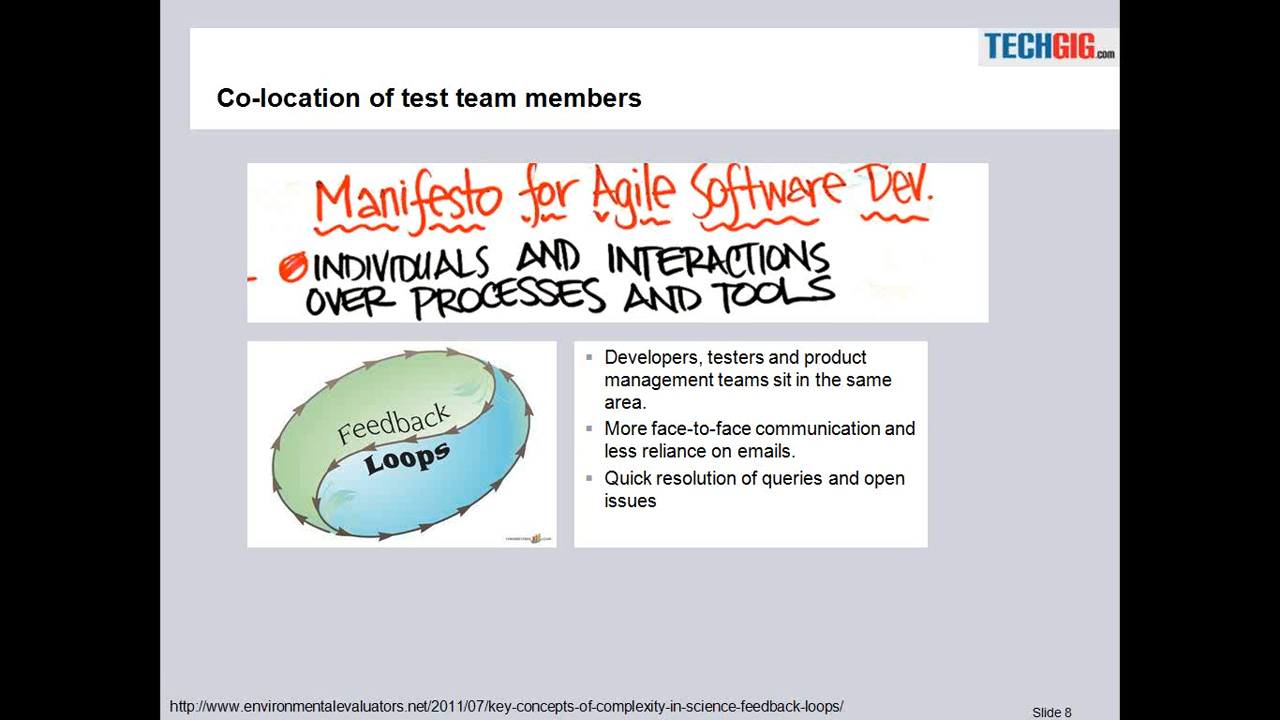 TECHGIG.com
Co-location of test team members
Manifesto for Agile Software Dev.
INDIVIDUALS AND INTERACTIONS
OVER PROCESSES AND TOOLS
Feedback
Loops
▪ Developers, testers and product
management teams sit in the same
area.
▪ More face-to-face communication and
less reliance on emails.
▪ Quick resolution of queries and open
issues
http://www.environmentalevaluators.net/2011/07/key-concepts-of-complexity-in-science-feedback-loops/
Slide 8